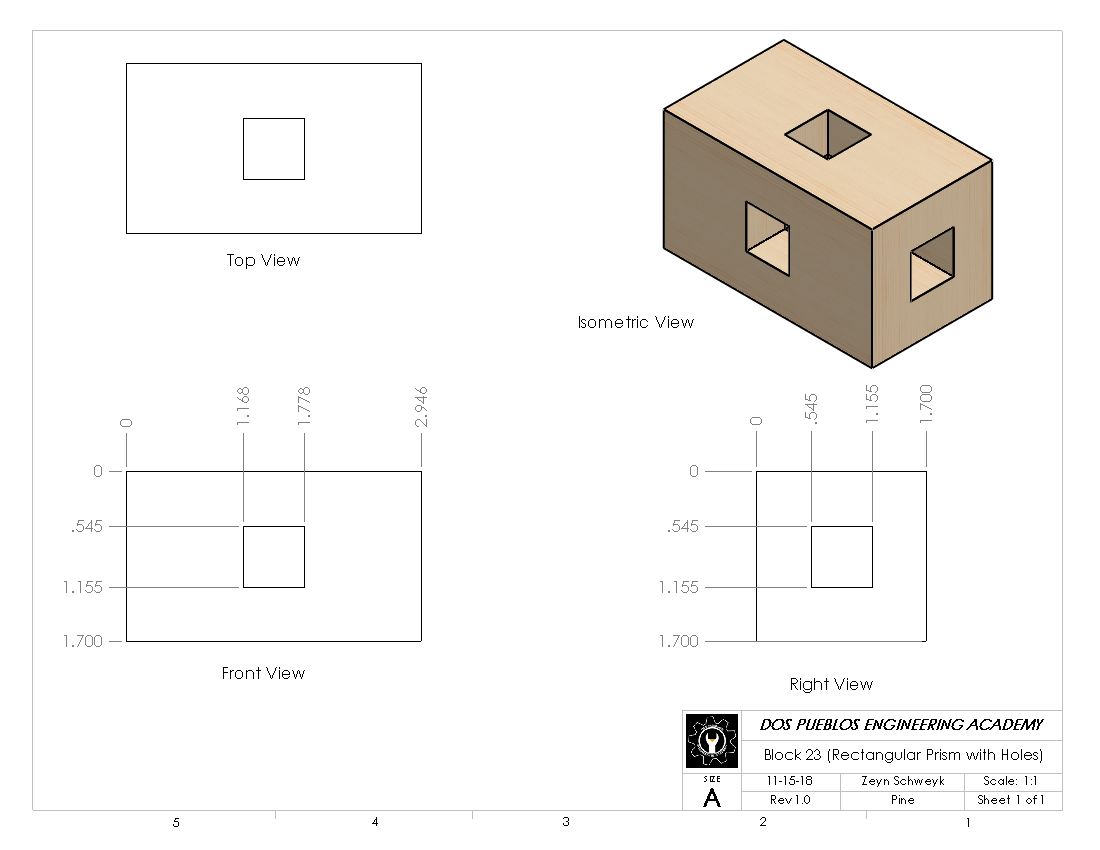 Top View
Isometric View
0
1.168
1.778
2.946
0
.545
1.155
1.700
Front View
0
.545
1.155
1.700
0
.545
1.155
1.700
Right View
DOS PUEBLOS ENGINEERING ACADEMY
Block 23 (Rectangular Prism with Holes)
SIZE
A
11-15-18 Zeyn Schweyk Scale: 1:1
Rev 1.0 Pine Sheet 1 of 1
5 4 3 2 1